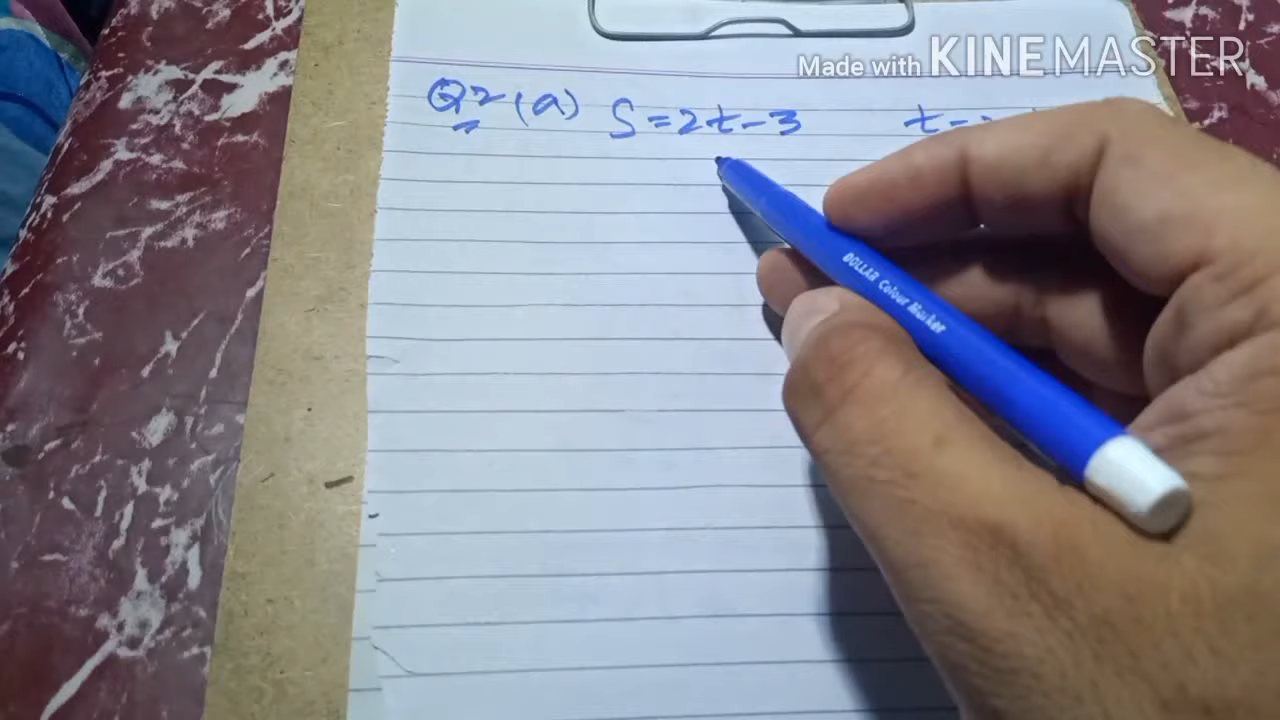 Made with KINEMASTER
Q2 (a) S = 2t - 3 t =
DOLLAR Colour Marker